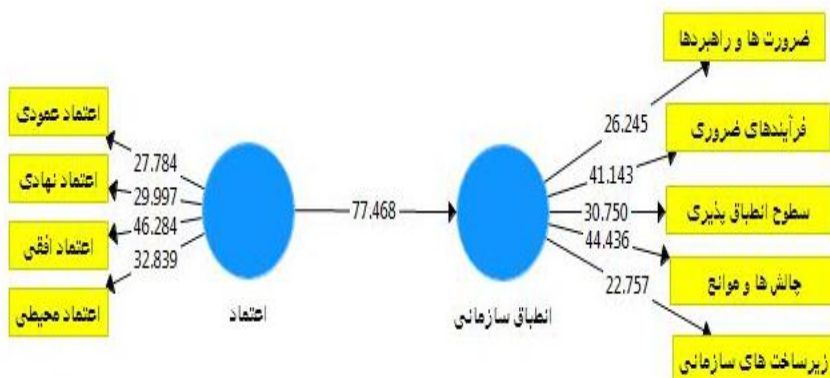 ضرورت ها و راهبردها
فرآیندهای ضروری
سطوح انطباق پذیری
چالش ها و موانع
زیرساخت های سازمانی
26.245
41.143
30.750
44.436
22.757
انطباق سازمانی
77.468
اعتماد
27.784
29.997
46.284
32.839
اعتماد عمودی
اعتماد نهادی
اعتماد افقی
اعتماد محیطی